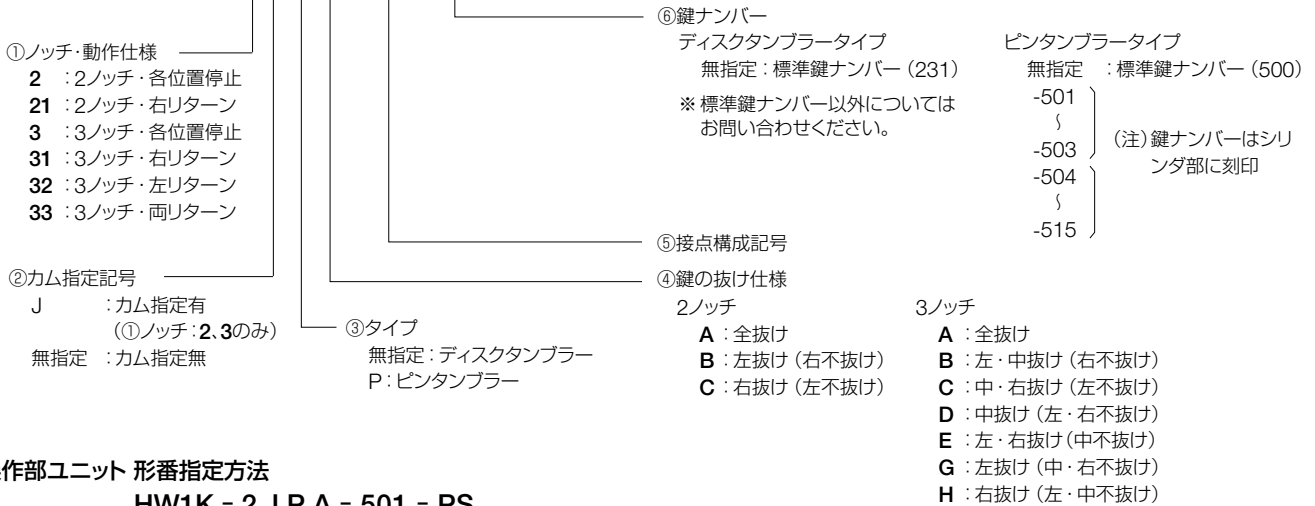 ①ノッチ・動作仕様
2 ：2ノッチ・各位置停止
21 ：2ノッチ・右リターン
3 ：3ノッチ・各位置停止
31 ：3ノッチ・右リターン
32 ：3ノッチ・左リターン
33 ：3ノッチ・両リターン
②カム指定記号
J ：カム指定有
（①ノッチ：2、3のみ）
無指定 ：カム指定無
③タイプ
無指定：ディスクタンブラー
P：ピンタンブラー
⑥鍵ナンバー
ディスクタンブラータイプ
無指定：標準鍵ナンバー（231）
※ 標準鍵ナンバー以外については
お問い合わせください。
ピンタンブラータイプ
無指定 ：標準鍵ナンバー（500）
-501
〜
-503
（注）鍵ナンバーはシリ
ンダ部に刻印
-504
〜
-515
⑤接点構成記号
④鍵の抜け仕様
2ノッチ
A ：全抜け
B ：左抜け（右不抜け）
C ：右抜け（左不抜け）
3ノッチ
A ：全抜け
B ：左・中抜け（右不抜け）
C ：中・右抜け（左不抜け）
D ：中抜け（左・右不抜け）
E ：左・右抜け（中不抜け）
G ：左抜け（中・右不抜け）
H ：右抜け（左・中不抜け）
作部ユニット 形番指定方法
HW1K - 2 J P A - 501 - PS